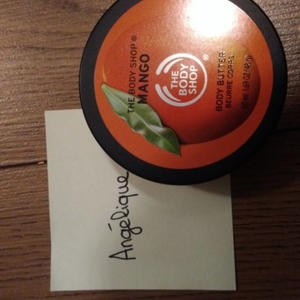 THE BODY SHOP®
MANGO
THE
BODY
SHOP
®
BODY BUTTER
BEURRE CORPS
Angélique